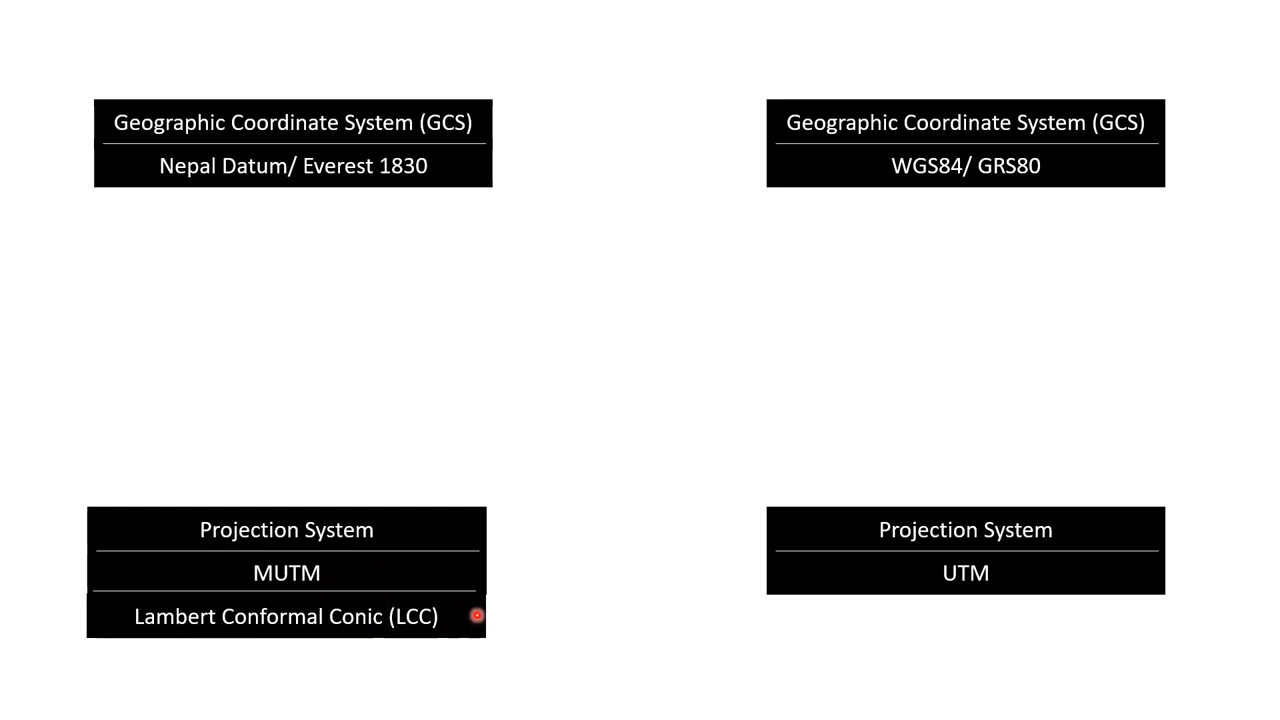 Geographic Coordinate System (GCS)
Nepal Datum/ Everest 1830
Geographic Coordinate System (GCS)
WGS84/ GRS80
Projection System
MUTM
Lambert Conformal Conic (LCC)
Projection System
UTM